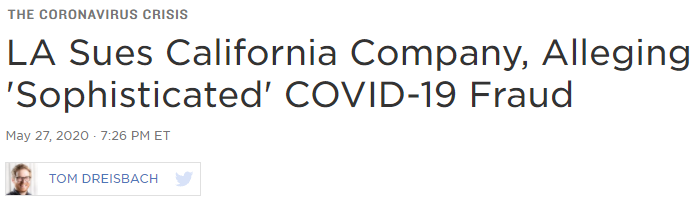 THE CORONAVIRUS CRISIS
LA Sues California Company, Alleging
'Sophisticated' COVID-19 Fraud
May 27, 2020 · 7:26 PM ET
TOM DREISBACH